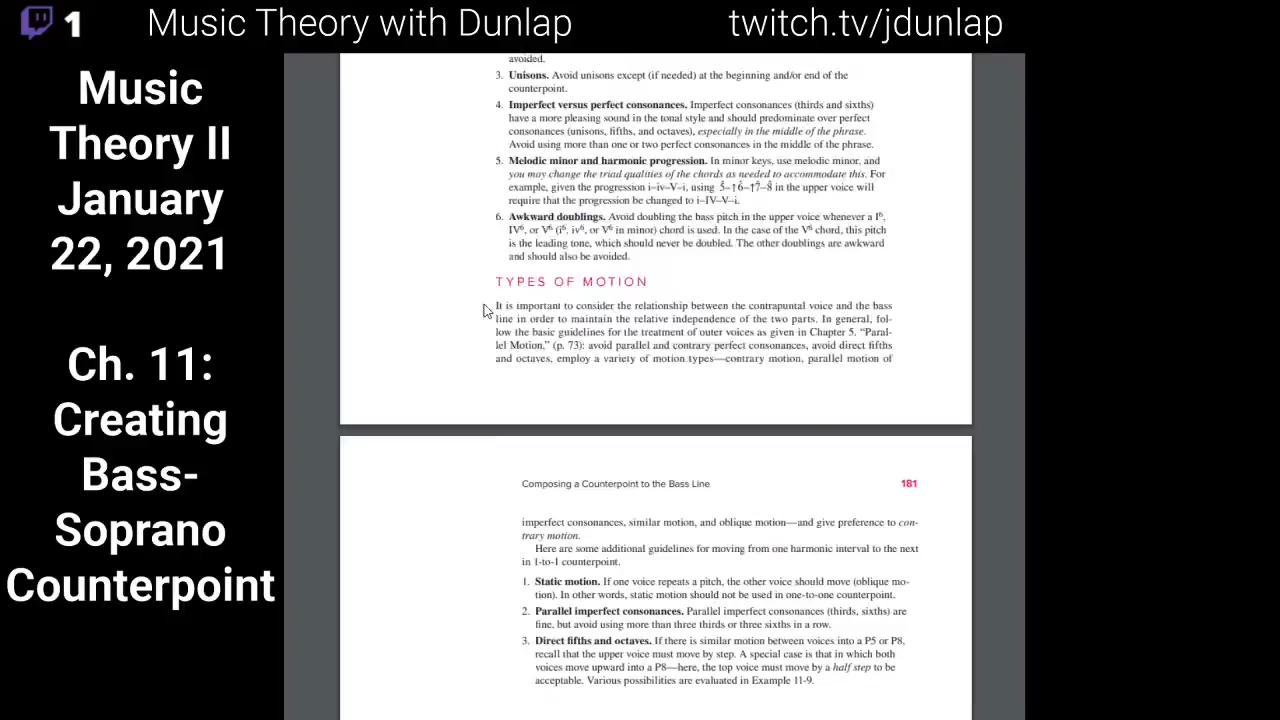 1 Music Theory with Dunlap twitch.tv/jdunlap
Music
Theory II
January
22, 2021
Ch. 11:
Creating
Bass-
Soprano
Counterpoint
avoided.
3. Unisons. Avoid unisons except (if needed) at the beginning and/or end of the
counterpoint.
4. Imperfect versus perfect consonances. Imperfect consonances (thirds and sixths)
have a more pleasing sound in the tonal style and should predominate over perfect
consonances (unisons, fifths, and octaves), especially in the middle of the phrase.
Avoid using more than one or two perfect consonances in the middle of the phrase.
5. Melodic minor and harmonic progression. In minor keys, use melodic minor, and
you may change the triad qualities of the chords as needed to accommodate this. For
example, given the progression i–iv–V–i, using 5̂–↑6̂–↑7̂–8̂ in the upper voice will
require that the progression be changed to i–IV–V–i.
6. Awkward doublings. Avoid doubling the bass pitch in the upper voice whenever a I⁶,
IV⁶, or V⁶ (i⁶, iv⁶, or V⁶ in minor) chord is used. In the case of the V⁶ chord, this pitch
is the leading tone, which should never be doubled. The other doublings are awkward
and should also be avoided.
TYPES OF MOTION
It is important to consider the relationship between the contrapuntal voice and the bass
line in order to maintain the relative independence of the two parts. In general, fol-
low the basic guidelines for the treatment of outer voices as given in Chapter 5, “Paral-
lel Motion,” (p. 73): avoid parallel and contrary perfect consonances, avoid direct fifths
and octaves, employ a variety of motion types—contrary motion, parallel motion of
Composing a Counterpoint to the Bass Line 181
imperfect consonances, similar motion, and oblique motion—and give preference to con-
trary motion.
Here are some additional guidelines for moving from one harmonic interval to the next
in 1-to-1 counterpoint.
1. Static motion. If one voice repeats a pitch, the other voice should move (oblique mo-
tion). In other words, static motion should not be used in one-to-one counterpoint.
2. Parallel imperfect consonances. Parallel imperfect consonances (thirds, sixths) are
fine, but avoid using more than three thirds or three sixths in a row.
3. Direct fifths and octaves. If there is similar motion between voices into a P5 or P8,
recall that the upper voice must move by step. A special case is that in which both
voices move upward into a P8—here, the top voice must move by a half step to be
acceptable. Various possibilities are evaluated in Example 11-9.